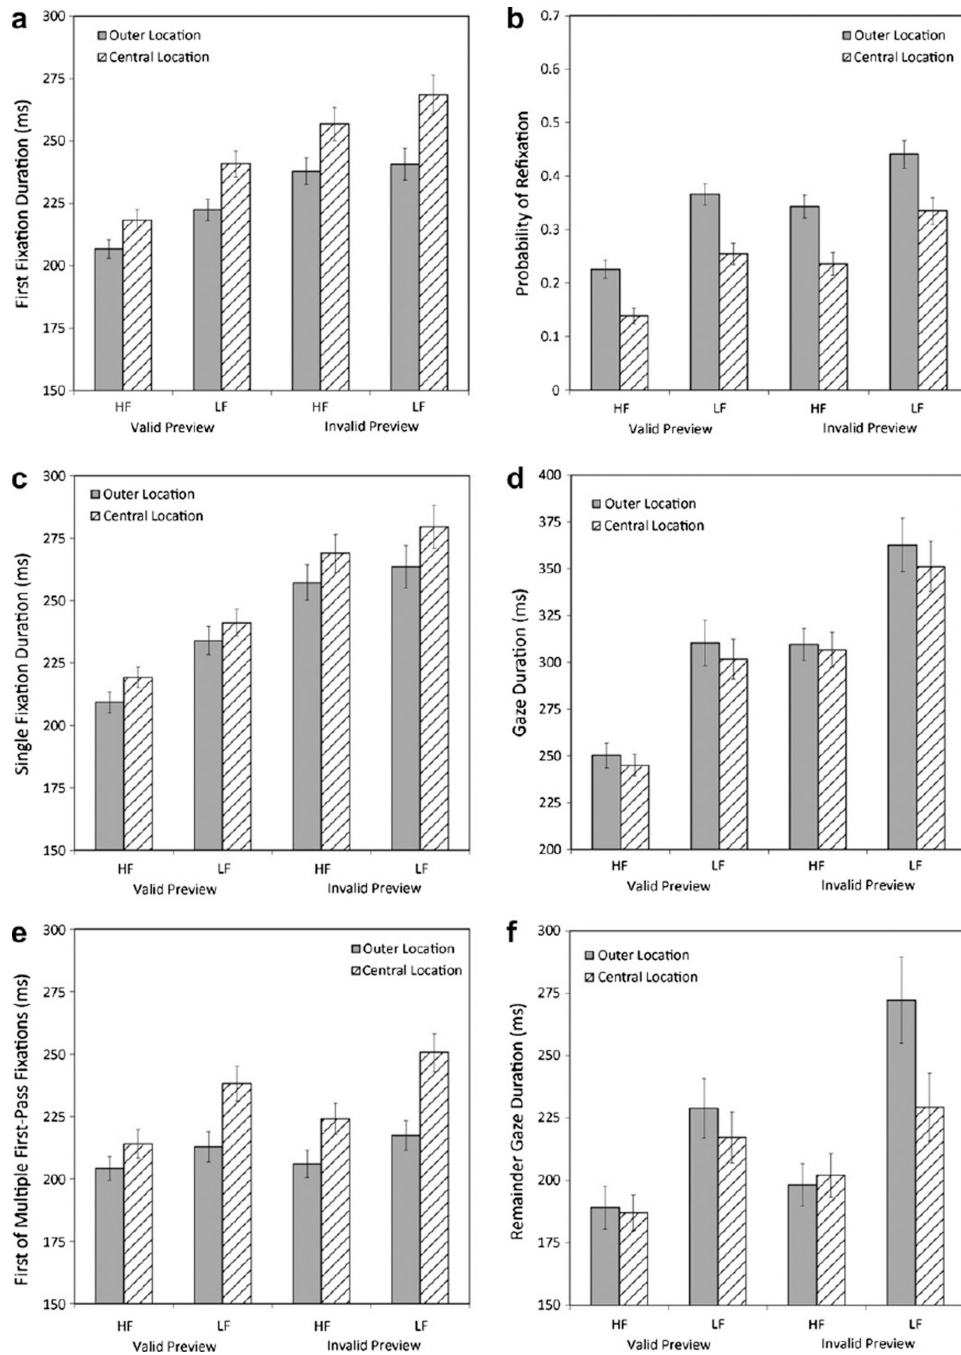 a
First Fixation Duration (ms)
300
275
250
225
200
175
150
Outer Location
Central Location
HF LF HF LF
Valid Preview Invalid Preview
b
Probability of Refixation
0.7
0.6
0.5
0.4
0.3
0.2
0.1
0
Outer Location
Central Location
HF LF HF LF
Valid Preview Invalid Preview
c
Single Fixation Duration (ms)
300
275
250
225
200
175
150
Outer Location
Central Location
HF LF HF LF
Valid Preview Invalid Preview
d
Gaze Duration (ms)
400
375
350
325
300
275
250
225
200
Outer Location
Central Location
HF LF HF LF
Valid Preview Invalid Preview
e
First of Multiple First-Pass Fixations (ms)
300
275
250
225
200
175
150
Outer Location
Central Location
HF LF HF LF
Valid Preview Invalid Preview
f
Remainder Gaze Duration (ms)
300
275
250
225
200
175
150
Outer Location
Central Location
HF LF HF LF
Valid Preview Invalid Preview